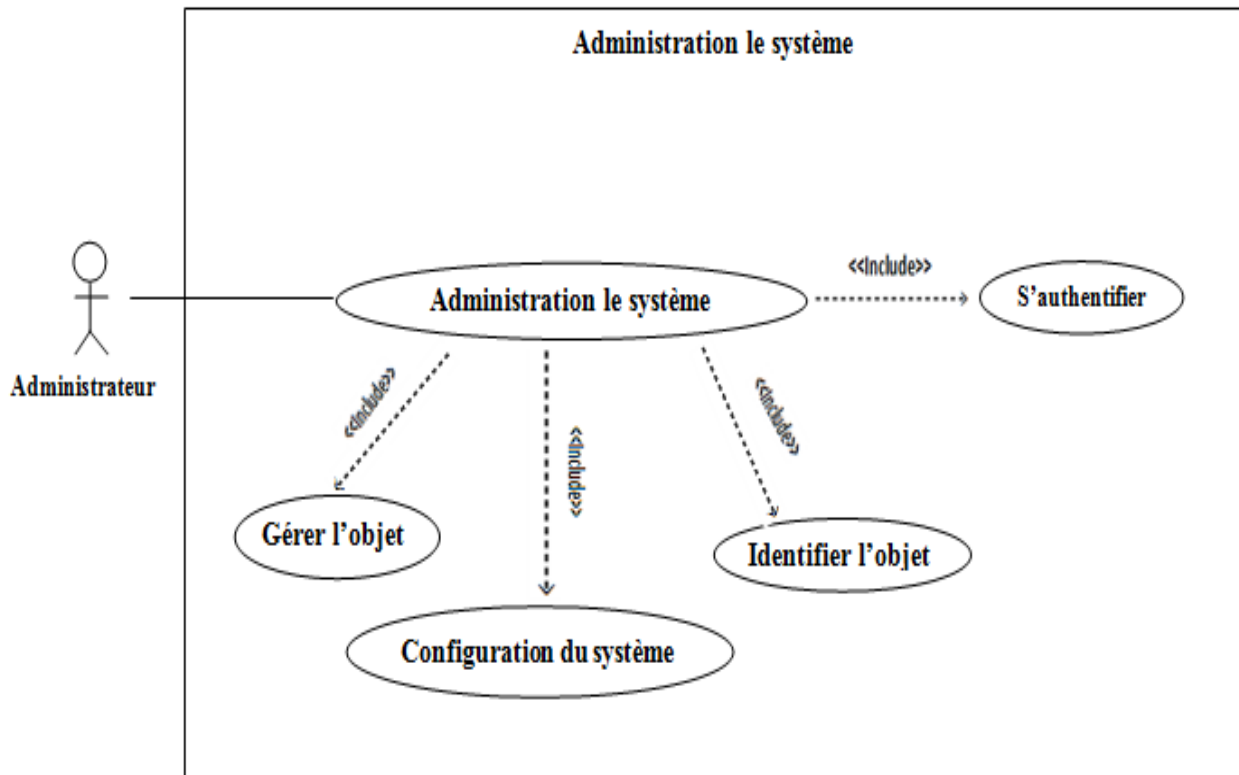 Administration le système
<<Include>>
Administration le système
S'authentifier
Administrateur
<<Include>>
<<Include>>
<<Include>>
Gérer l'objet
Identifier l'objet
Configuration du système